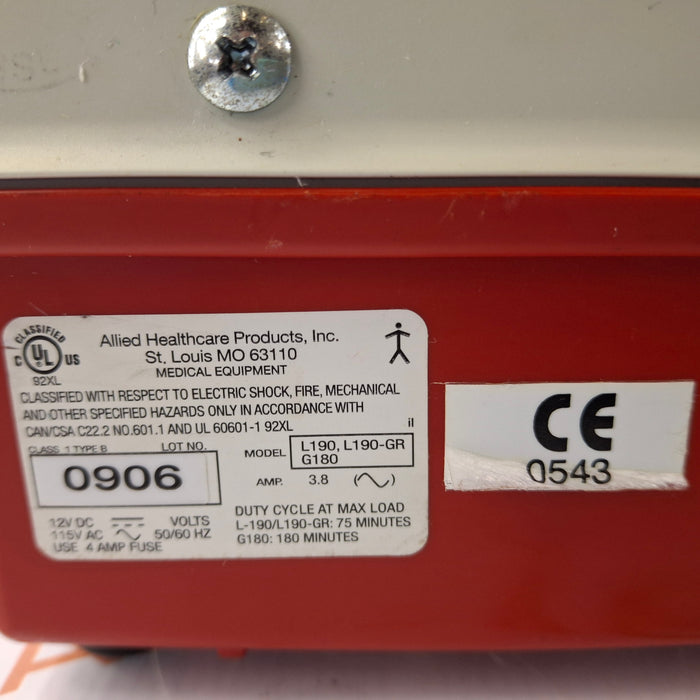 CLASSIFIED
C UL US
92XL
Allied Healthcare Products, Inc.
St. Louis MO 63110
MEDICAL EQUIPMENT
CLASSIFIED WITH RESPECT TO ELECTRIC SHOCK, FIRE, MECHANICAL
AND OTHER SPECIFIED HAZARDS ONLY IN ACCORDANCE WITH
CAN/CSA C22.2 NO.601.1 AND UL 60601-1 92XL
il
CLASS 1 TYPE B LOT NO.
0906
MODEL L190, L190-GR
G180
AMP. 3.8 (∿)
12V DC VOLTS
115V AC 50/60 HZ
USE 4 AMP FUSE
DUTY CYCLE AT MAX LOAD
L-190/L190-GR: 75 MINUTES
G180: 180 MINUTES
CE
0543